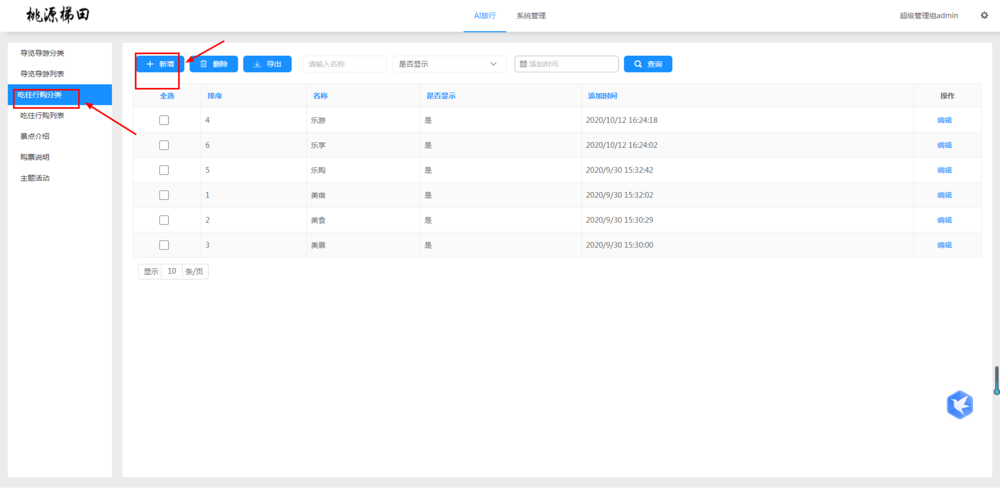 桃源梯田
AI旅行 系统管理
超级管理组admin
导览导游分类
导览导游列表
吃住行购分类
吃住行购列表
景点介绍
购票说明
主题活动
新增 删除 导出 请输入名称 是否显示 添加时间 查询
全选 排序 名称 是否显示 添加时间 操作
4 乐游 是 2020/10/12 16:24:18 编辑
6 乐享 是 2020/10/12 16:24:02 编辑
5 乐购 是 2020/9/30 15:32:42 编辑
1 美宿 是 2020/9/30 15:32:02 编辑
2 美食 是 2020/9/30 15:30:29 编辑
3 美景 是 2020/9/30 15:30:00 编辑
显示 10 条/页